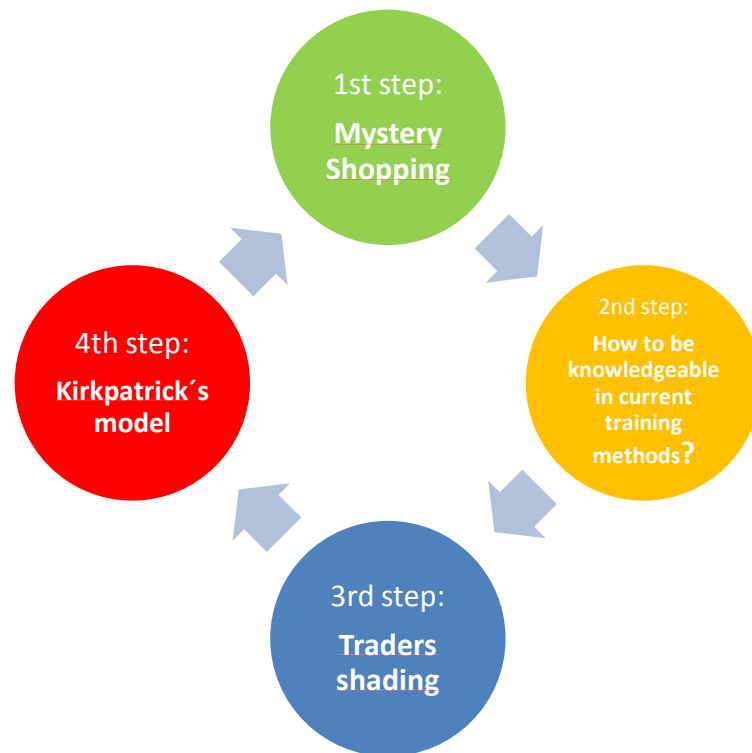 1st step:
Mystery
Shopping
2nd step:
How to be
knowledgeable
in current
training
methods?
3rd step:
Traders
shading
4th step:
Kirkpatrick´s
model